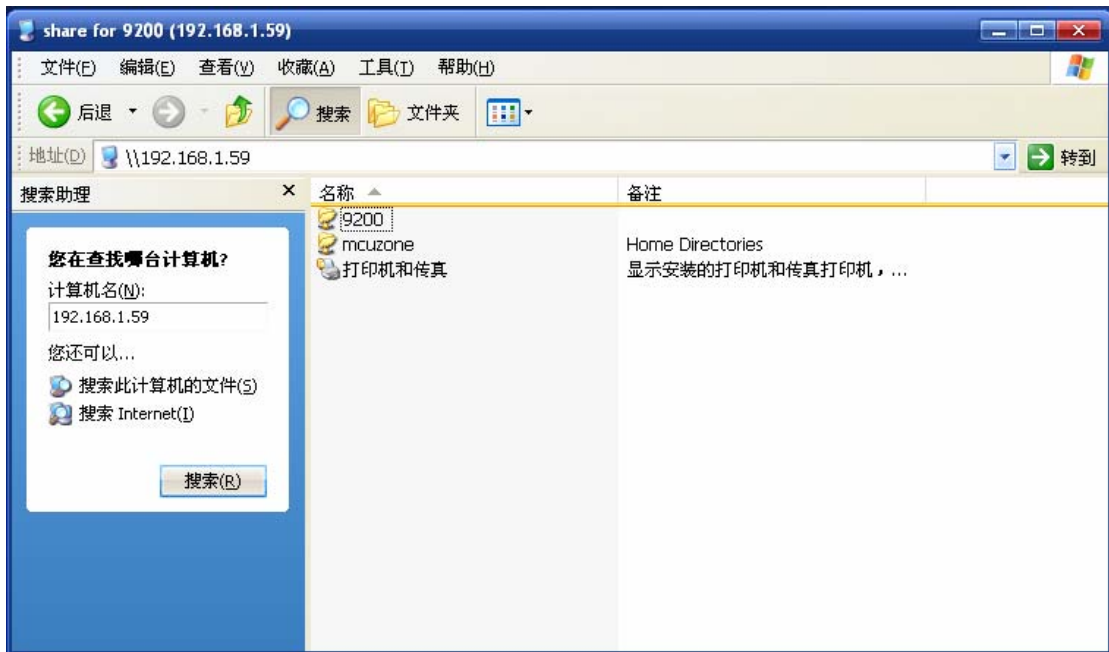 share for 9200 (192.168.1.59)
文件(F) 编辑(E) 查看(V) 收藏(A) 工具(T) 帮助(H)
后退 搜索 文件夹
地址(D) \\192.168.1.59 转到
搜索助理 × 名称 备注
9200
mcuzone Home Directories
打印机和传真 显示安装的打印机和传真打印机，...
您在查找哪台计算机?
计算机名(N):
192.168.1.59
您还可以...
搜索此计算机的文件(S)
搜索 Internet(I)
搜索(R)